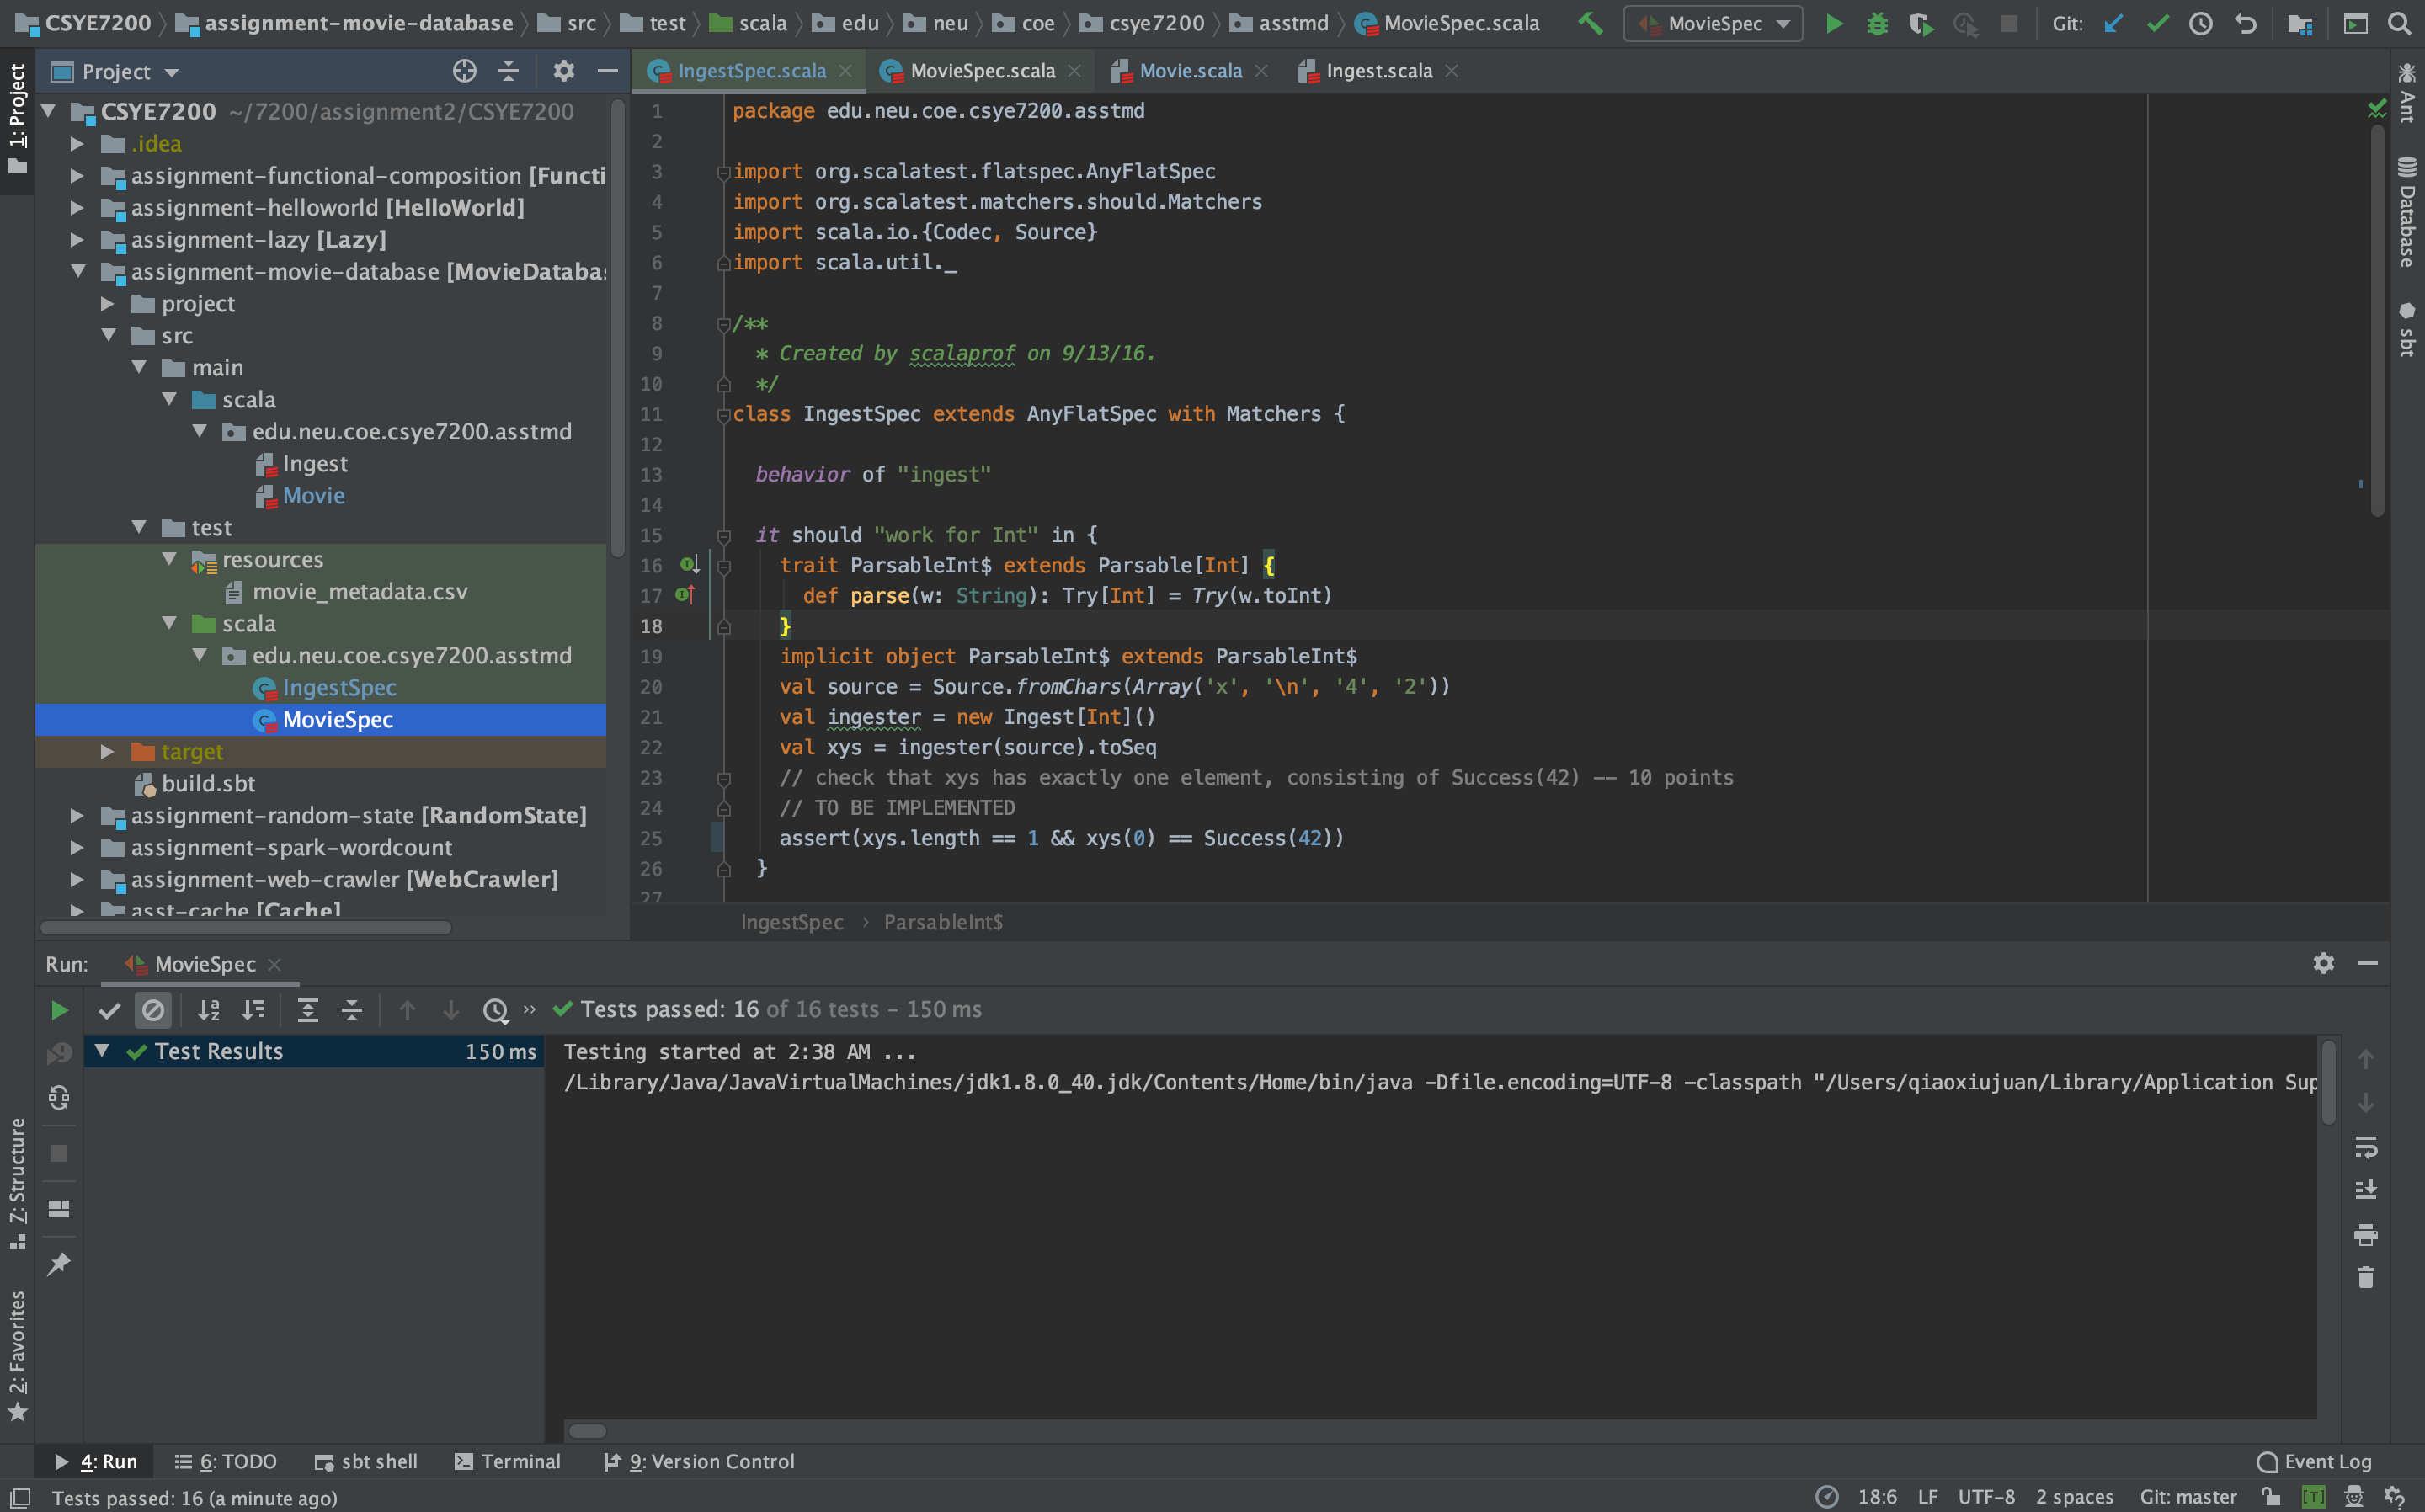 CSYE7200 assignment-movie-database src test scala edu neu coe csye7200 asstmd MovieSpec.scala MovieSpec Git:
1: Project
Project
IngestSpec.scala MovieSpec.scala Movie.scala Ingest.scala
CSYE7200 ~/7200/assignment2/CSYE7200
.idea
assignment-functional-composition [Functi
assignment-helloworld [HelloWorld]
assignment-lazy [Lazy]
assignment-movie-database [MovieDataba
project
src
main
scala
edu.neu.coe.csye7200.asstmd
Ingest
Movie
test
resources
movie_metadata.csv
scala
edu.neu.coe.csye7200.asstmd
IngestSpec
MovieSpec
target
build.sbt
assignment-random-state [RandomState]
assignment-spark-wordcount
assignment-web-crawler [WebCrawler]
asst-cache [Cache]
1 package edu.neu.coe.csye7200.asstmd
2
3 import org.scalatest.flatspec.AnyFlatSpec
4 import org.scalatest.matchers.should.Matchers
5 import scala.io.{Codec, Source}
6 import scala.util._
7
8 /**
9 * Created by scalaprof on 9/13/16.
10 */
11 class IngestSpec extends AnyFlatSpec with Matchers {
12
13 behavior of "ingest"
14
15 it should "work for Int" in {
16 trait ParsableInt$ extends Parsable[Int] {
17 def parse(w: String): Try[Int] = Try(w.toInt)
18 }
19 implicit object ParsableInt$ extends ParsableInt$
20 val source = Source.fromChars(Array('x', '\n', '4', '2'))
21 val ingester = new Ingest[Int]()
22 val xys = ingester(source).toSeq
23 // check that xys has exactly one element, consisting of Success(42) -- 10 points
24 // TO BE IMPLEMENTED
25 assert(xys.length == 1 && xys(0) == Success(42))
26 }
27
IngestSpec › ParsableInt$
Ant
Database
sbt
Run: MovieSpec
Tests passed: 16 of 16 tests – 150 ms
Test Results 150 ms
Testing started at 2:38 AM ...
/Library/Java/JavaVirtualMachines/jdk1.8.0_40.jdk/Contents/Home/bin/java -Dfile.encoding=UTF-8 -classpath "/Users/qiaoxiujuan/Library/Application Sup
7: Structure
2: Favorites
4: Run 6: TODO sbt shell Terminal 9: Version Control Event Log
Tests passed: 16 (a minute ago) 18:6 LF UTF-8 2 spaces Git: master [T]